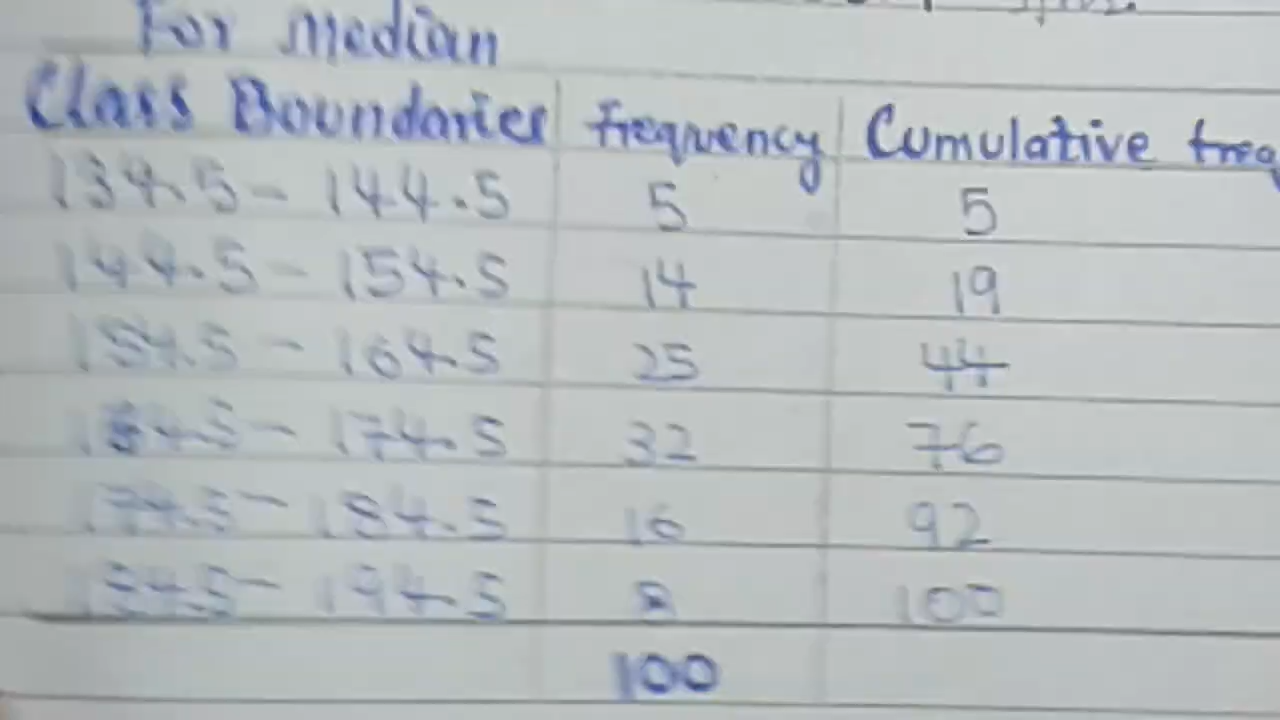 For median
Class Boundaries frequency Cumulative freq
134.5 - 144.5 5 5
144.5 - 154.5 14 19
154.5 - 164.5 25 44
164.5 - 174.5 32 76
174.5 - 184.5 16 92
184.5 - 194.5 8 100
100